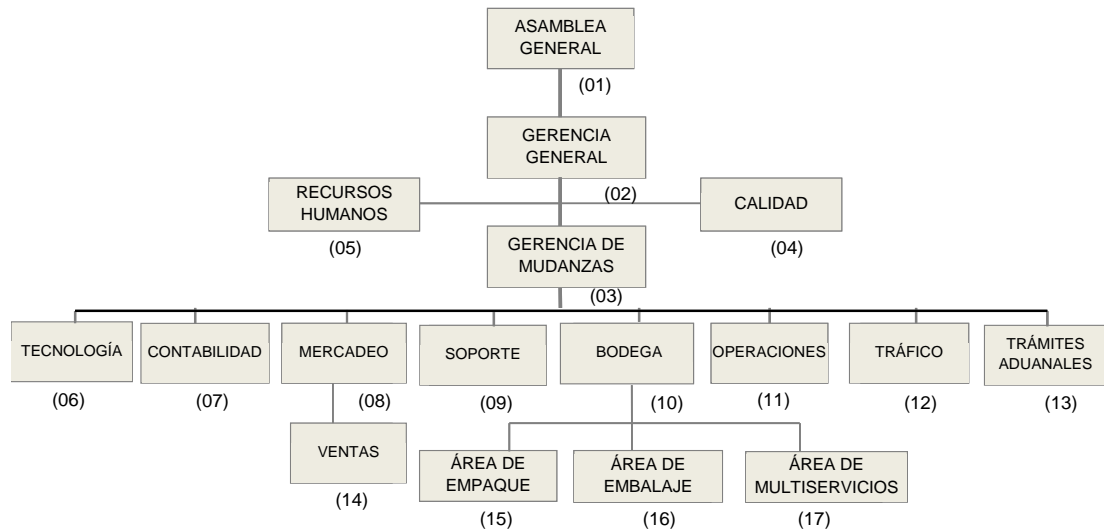 ASAMBLEA
GENERAL
(01)
GERENCIA
GENERAL
(02)
RECURSOS
HUMANOS
(05)
CALIDAD
(04)
GERENCIA DE
MUDANZAS
(03)
TECNOLOGÍA
(06)
CONTABILIDAD
(07)
MERCADEO
(08)
SOPORTE
(09)
BODEGA
(10)
OPERACIONES
(11)
TRÁFICO
(12)
TRÁMITES
ADUANALES
(13)
VENTAS
(14)
ÁREA DE
EMPAQUE
(15)
ÁREA DE
EMBALAJE
(16)
ÁREA DE
MULTISERVICIOS
(17)